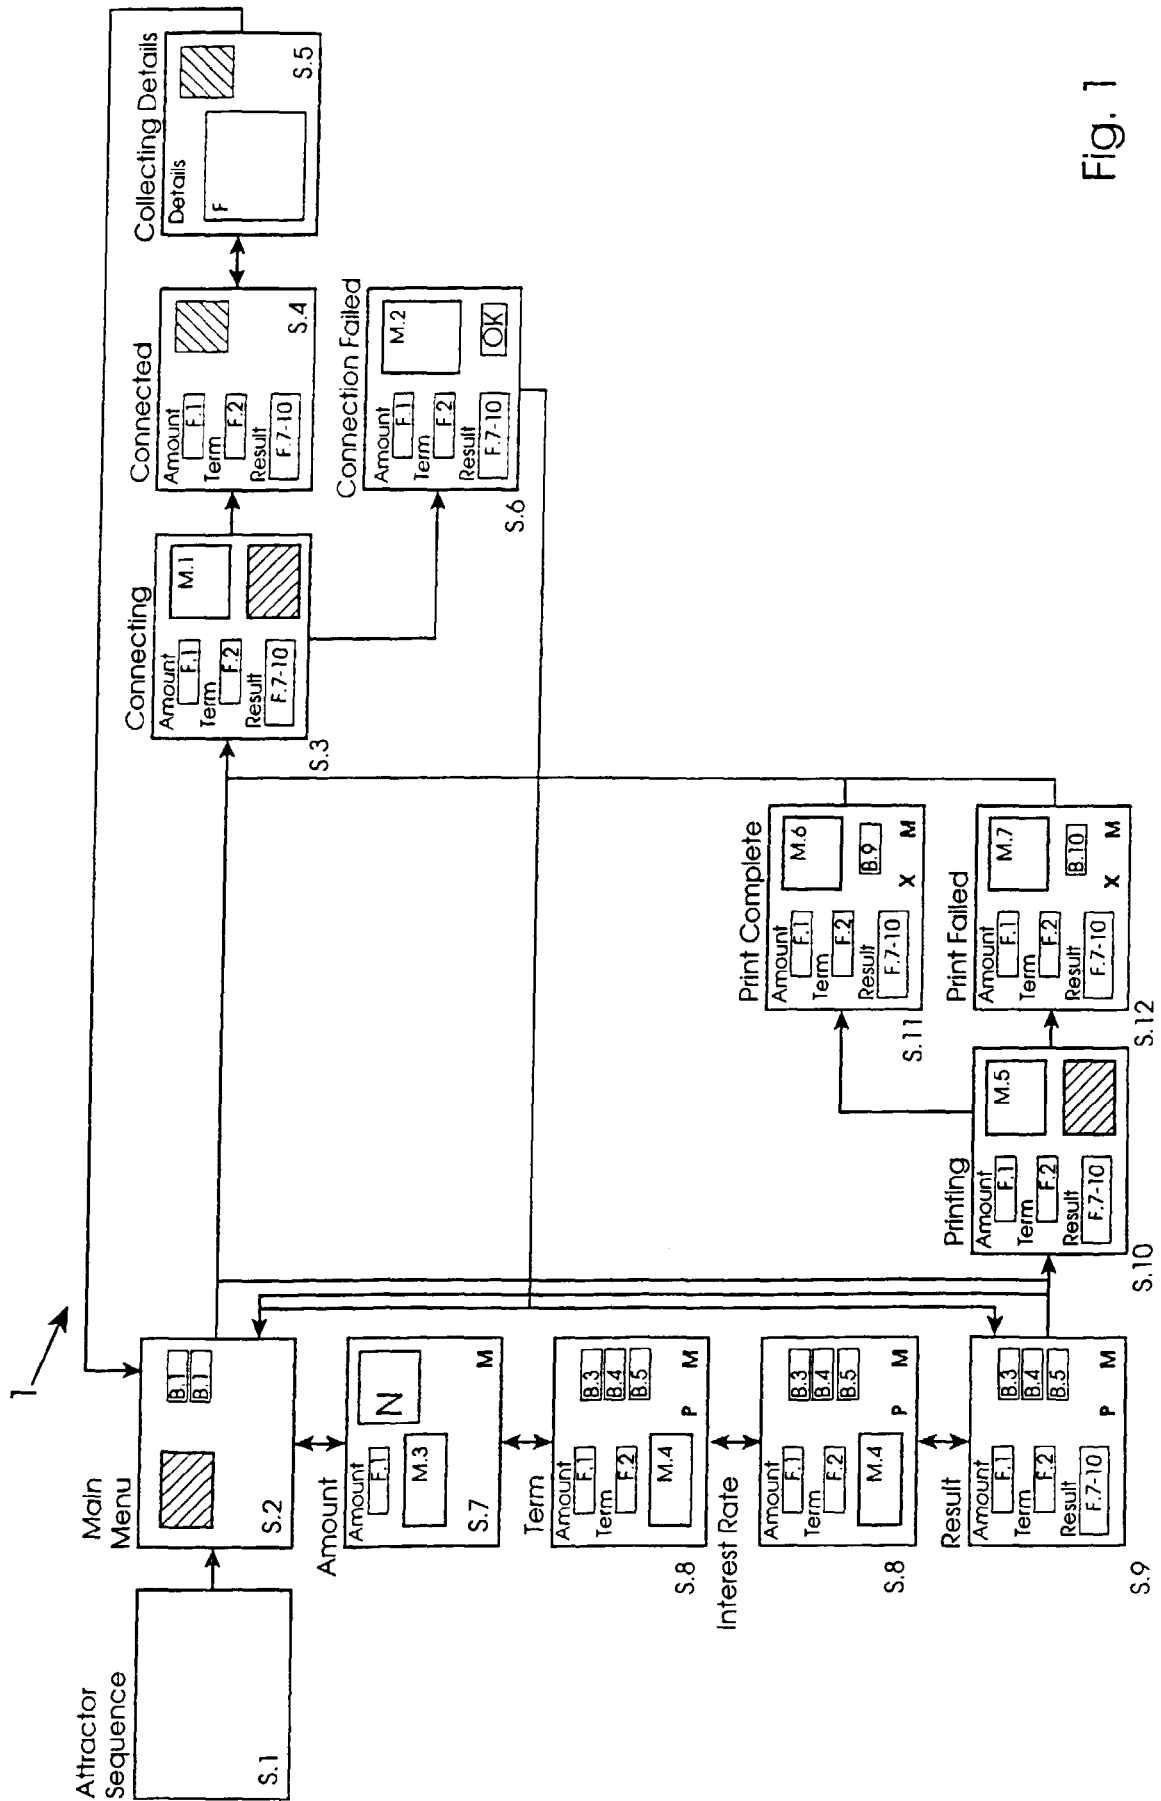 1
Attractor
Sequence
S.1
Main
Menu
B.1
B.1
S.2
Amount
Amount
F.1
N
M.3
S.7
M
Term
Amount
F.1
Term
F.2
M.4
B.3
B.4
B.5
P M
S.8
Interest Rate
Amount
F.1
Term
F.2
M.4
B.3
B.4
B.5
P M
S.8
Result
Amount
F.1
Term
F.2
Result
F.7-10
B.3
B.4
B.5
P M
S.9
Connecting
Amount
F.1
Term
F.2
Result
F.7-10
M.1
S.3
Connected
Amount
F.1
Term
F.2
Result
F.7-10
S.4
Collecting Details
Details
F
S.5
Connection Failed
Amount
F.1
Term
F.2
Result
F.7-10
M.2
OK
S.6
Printing
Amount
F.1
Term
F.2
Result
F.7-10
M.5
S.10
Print Complete
Amount
F.1
Term
F.2
Result
F.7-10
M.6
B.9
X M
S.11
Print Failed
Amount
F.1
Term
F.2
Result
F.7-10
M.7
B.10
X M
S.12
Fig. 1